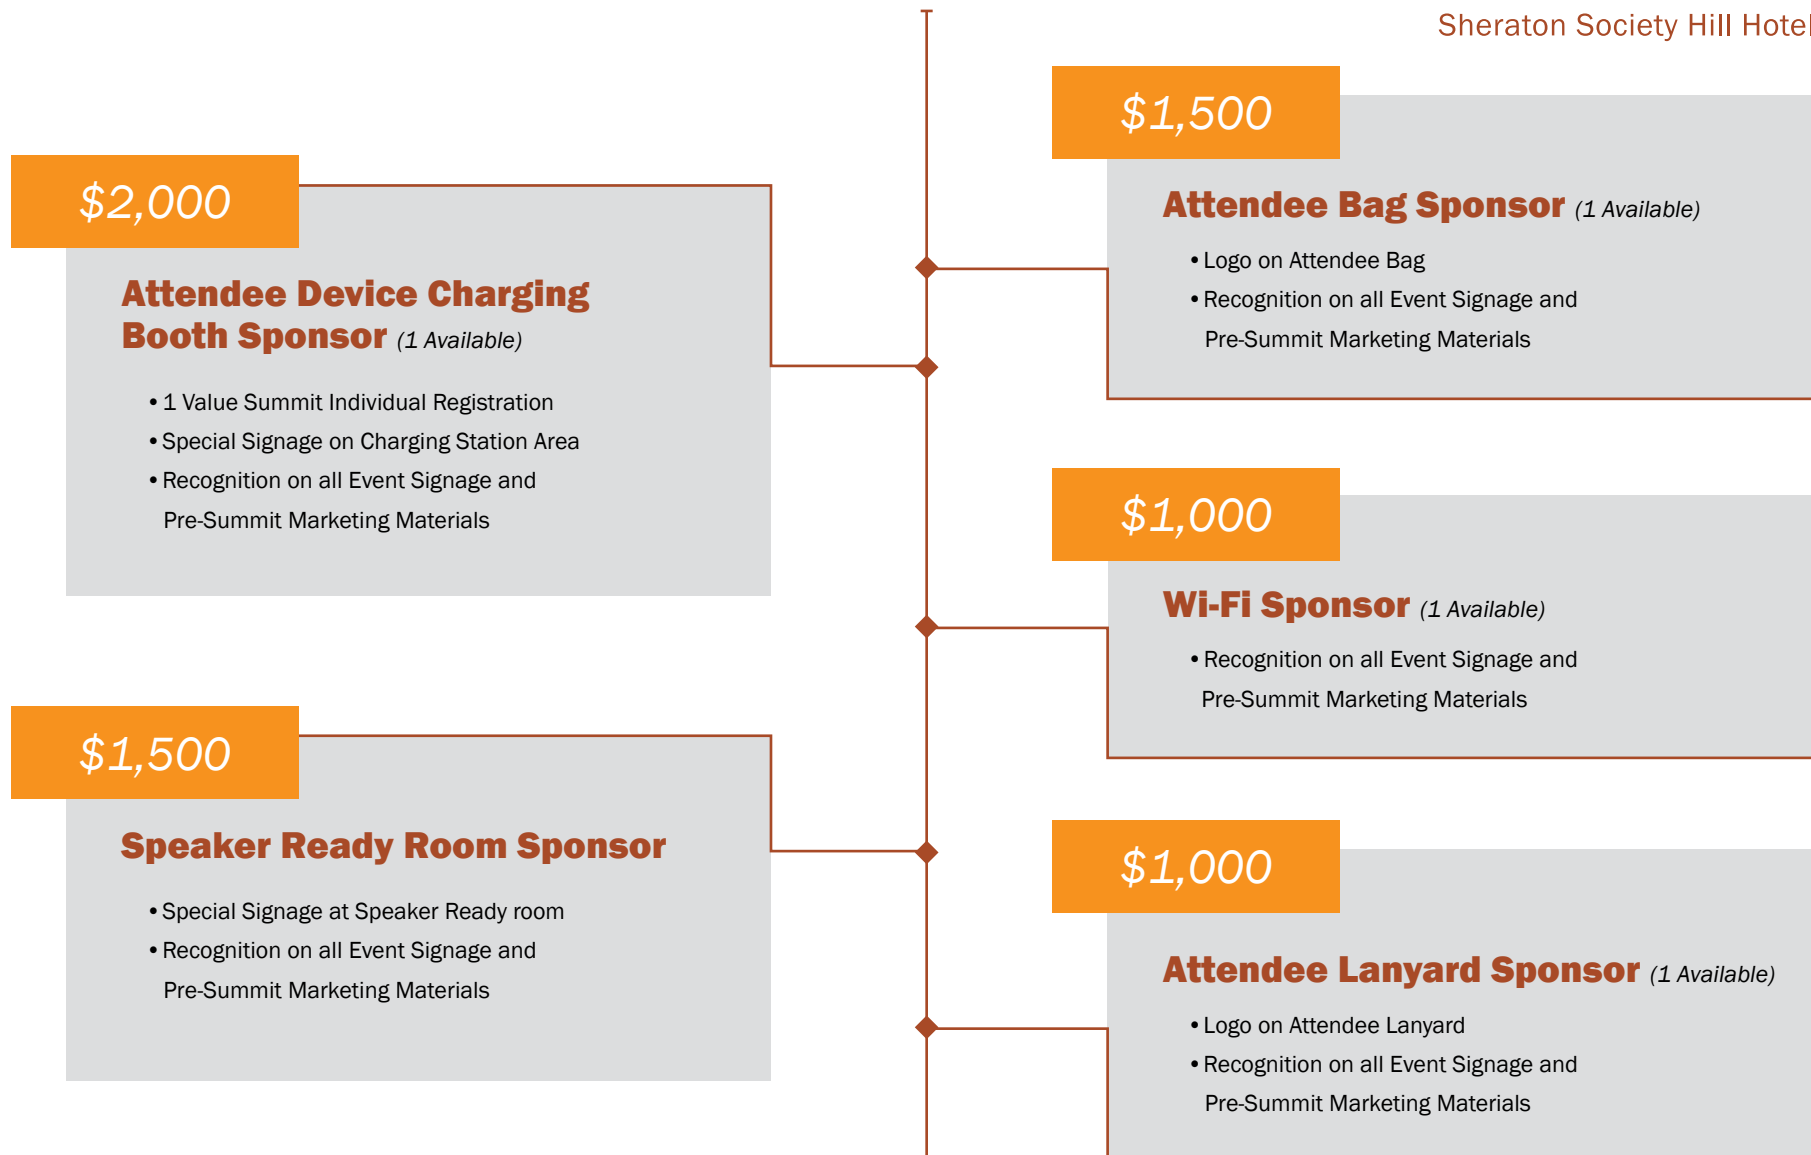 Sheraton Society Hill Hotel
$2,000
Attendee Device Charging
Booth Sponsor (1 Available)
• 1 Value Summit Individual Registration
• Special Signage on Charging Station Area
• Recognition on all Event Signage and
Pre-Summit Marketing Materials
$1,500
Speaker Ready Room Sponsor
• Special Signage at Speaker Ready room
• Recognition on all Event Signage and
Pre-Summit Marketing Materials
$1,500
Attendee Bag Sponsor (1 Available)
• Logo on Attendee Bag
• Recognition on all Event Signage and
Pre-Summit Marketing Materials
$1,000
Wi-Fi Sponsor (1 Available)
• Recognition on all Event Signage and
Pre-Summit Marketing Materials
$1,000
Attendee Lanyard Sponsor (1 Available)
• Logo on Attendee Lanyard
• Recognition on all Event Signage and
Pre-Summit Marketing Materials